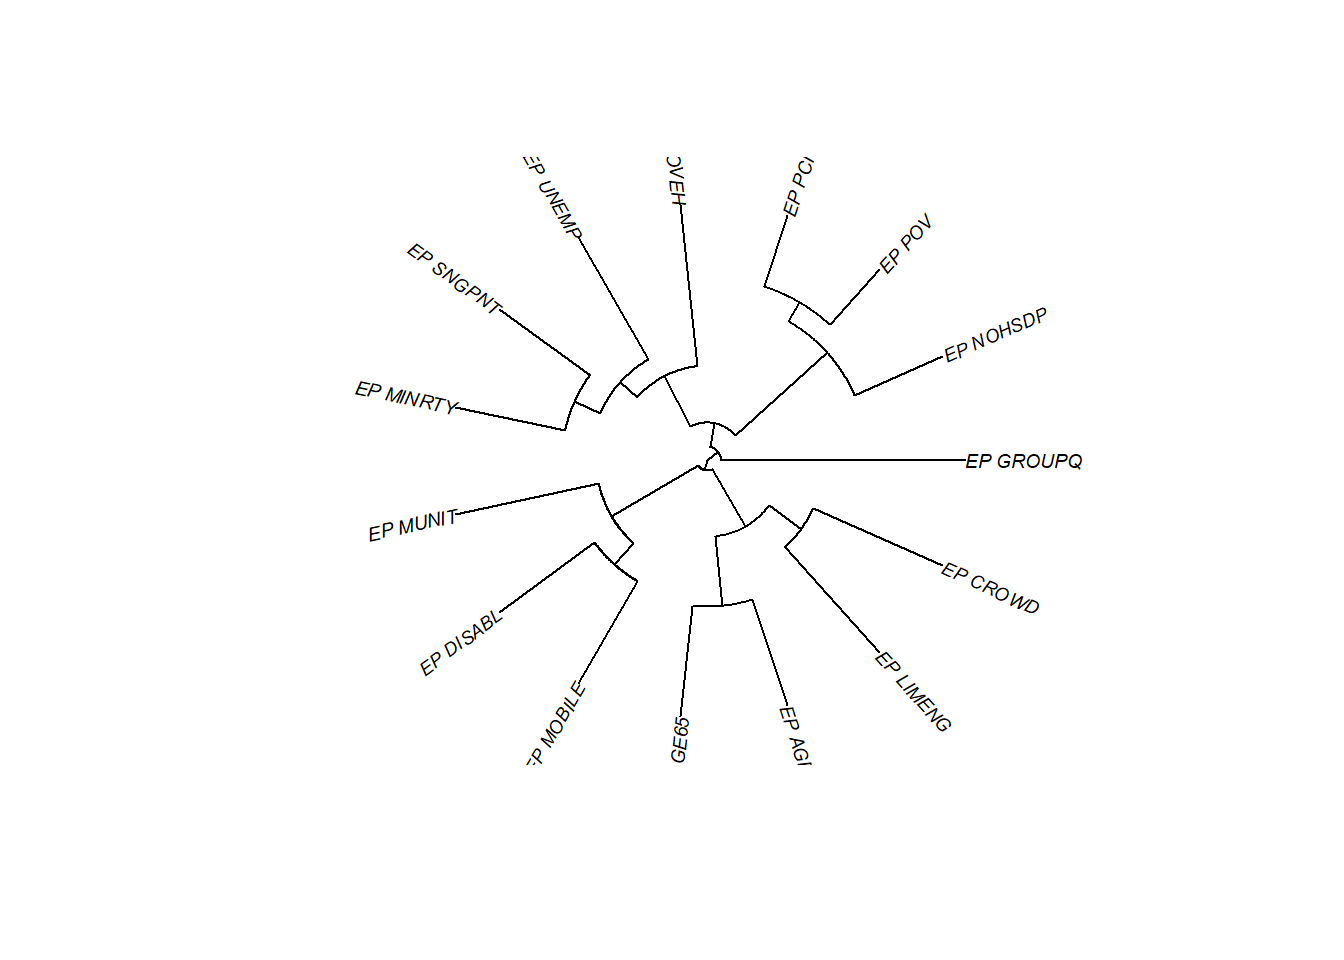 EP UNEMP
OVEH
EP PCI
EP POV
EP SNGPNT
EP NOHSDP
EP MINRTY
EP GROUPQ
EP MUNIT
EP CROWD
EP DISABL
EP LIMENG
EP MOBILE
GE65
EP AG